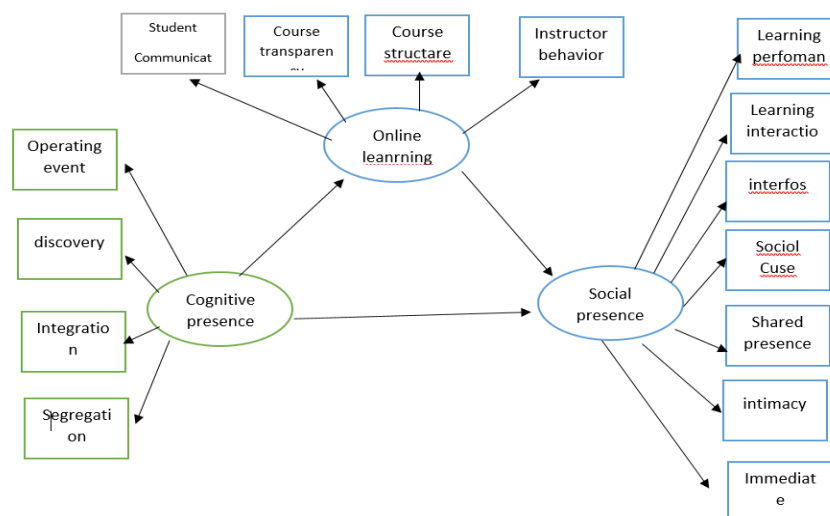 Student
Communicat
Course
transparen
Course
structare
Instructor
behavior
Learning
perfoman
Learning
interactio
interfos
Sociol
Cuse
Shared
presence
intimacy
Immediat
e
Online
leanrning
Operating
event
discovery
Integratio
n
Segregati
on
Cognitive
presence
Social
presence